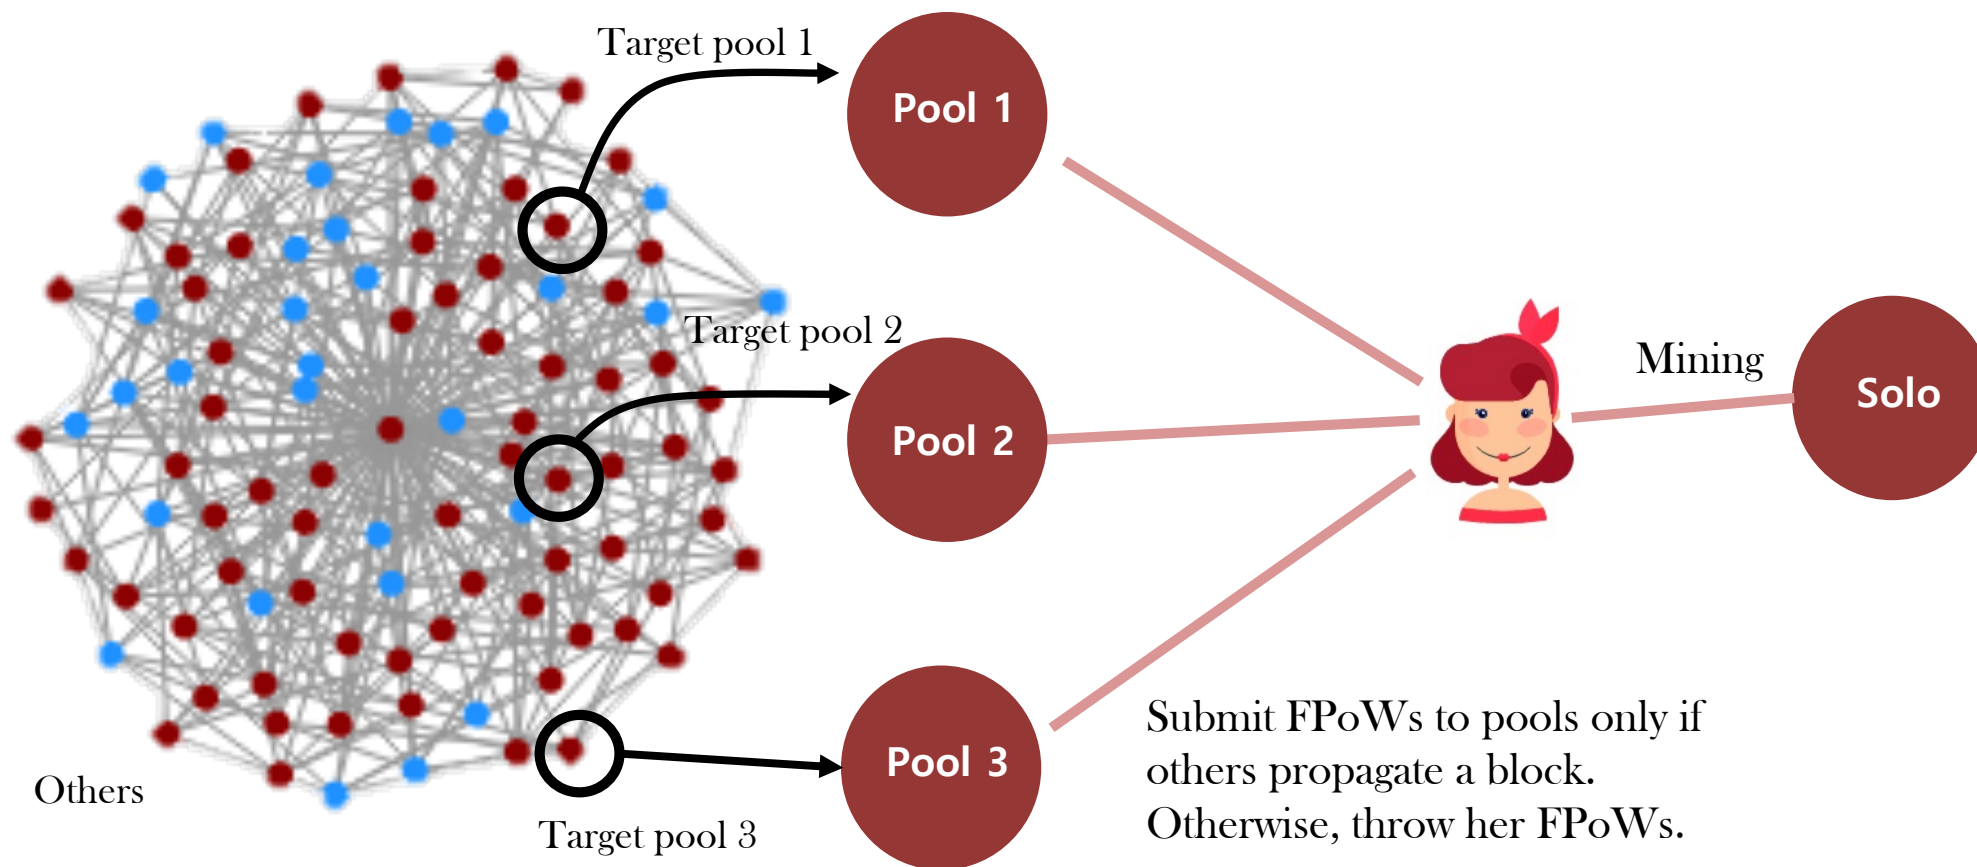 Target pool 1
Pool 1
Target pool 2
Pool 2
Mining
Solo
Pool 3
Submit FPoWs to pools only if
others propagate a block.
Otherwise, throw her FPoWs.
Others
Target pool 3